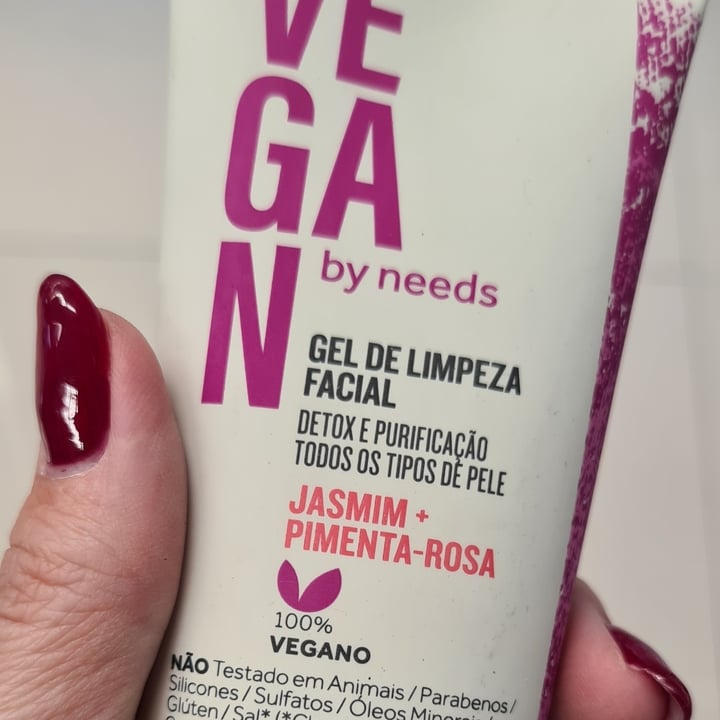 VE
GA
N
by needs
GEL DE LIMPEZA
FACIAL
DETOX E PURIFICAÇÃO
TODOS OS TIPOS DE PELE
JASMIM +
PIMENTA-ROSA
100%
VEGANO
NÃO Testado em Animais / Parabenos /
Silicones / Sulfatos / Óleos
Glúten / Sal*